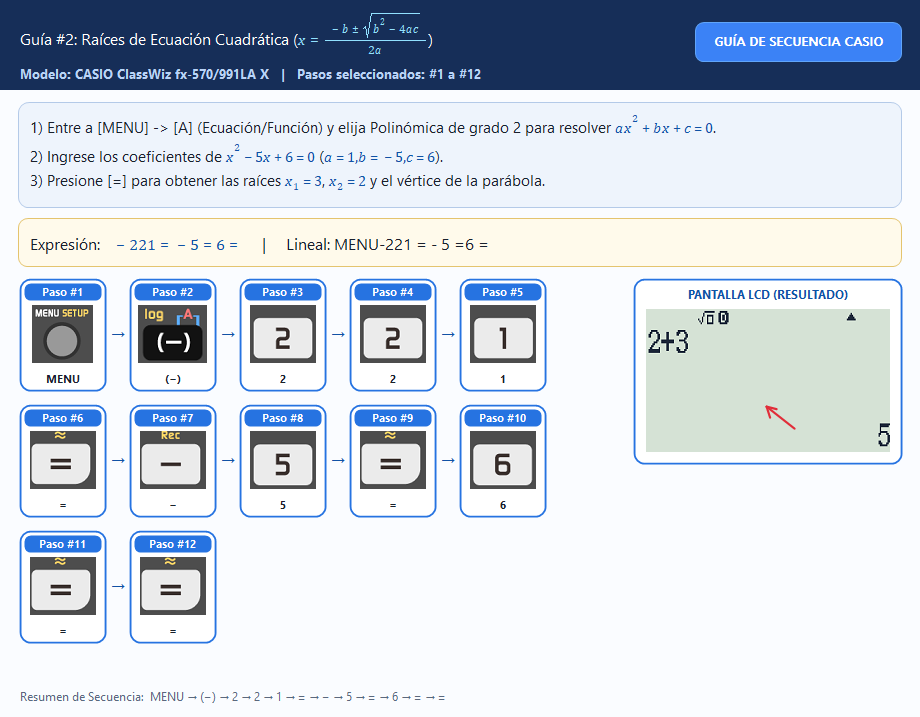 Guía #2: Raíces de Ecuación Cuadrática (x = (− b ± √(b² − 4ac)) / 2a)
GUÍA DE SECUENCIA CASIO
Modelo: CASIO ClassWiz fx-570/991LA X | Pasos seleccionados: #1 a #12
1) Entre a [MENU] -> [A] (Ecuación/Función) y elija Polinómica de grado 2 para resolver ax² + bx + c = 0.
2) Ingrese los coeficientes de x² − 5x + 6 = 0 (a = 1,b = − 5,c = 6).
3) Presione [=] para obtener las raíces x₁ = 3, x₂ = 2 y el vértice de la parábola.
Expresión: − 221 = − 5 = 6 = | Lineal: MENU-221 = - 5 =6 =
Paso #1 Paso #2 Paso #3 Paso #4 Paso #5
MENU SETUP log A
(−) 2 2 1
→ → → →
MENU (−) 2 2 1
Paso #6 Paso #7 Paso #8 Paso #9 Paso #10
≈ Rec ≈
= − 5 = 6
→ → → →
= − 5 = 6
Paso #11 Paso #12
≈ ≈
= =
→
= =
PANTALLA LCD (RESULTADO)
√□ D ▲
2+3
5
Resumen de Secuencia: MENU → (−) → 2 → 2 → 1 → = → − → 5 → = → 6 → = → =